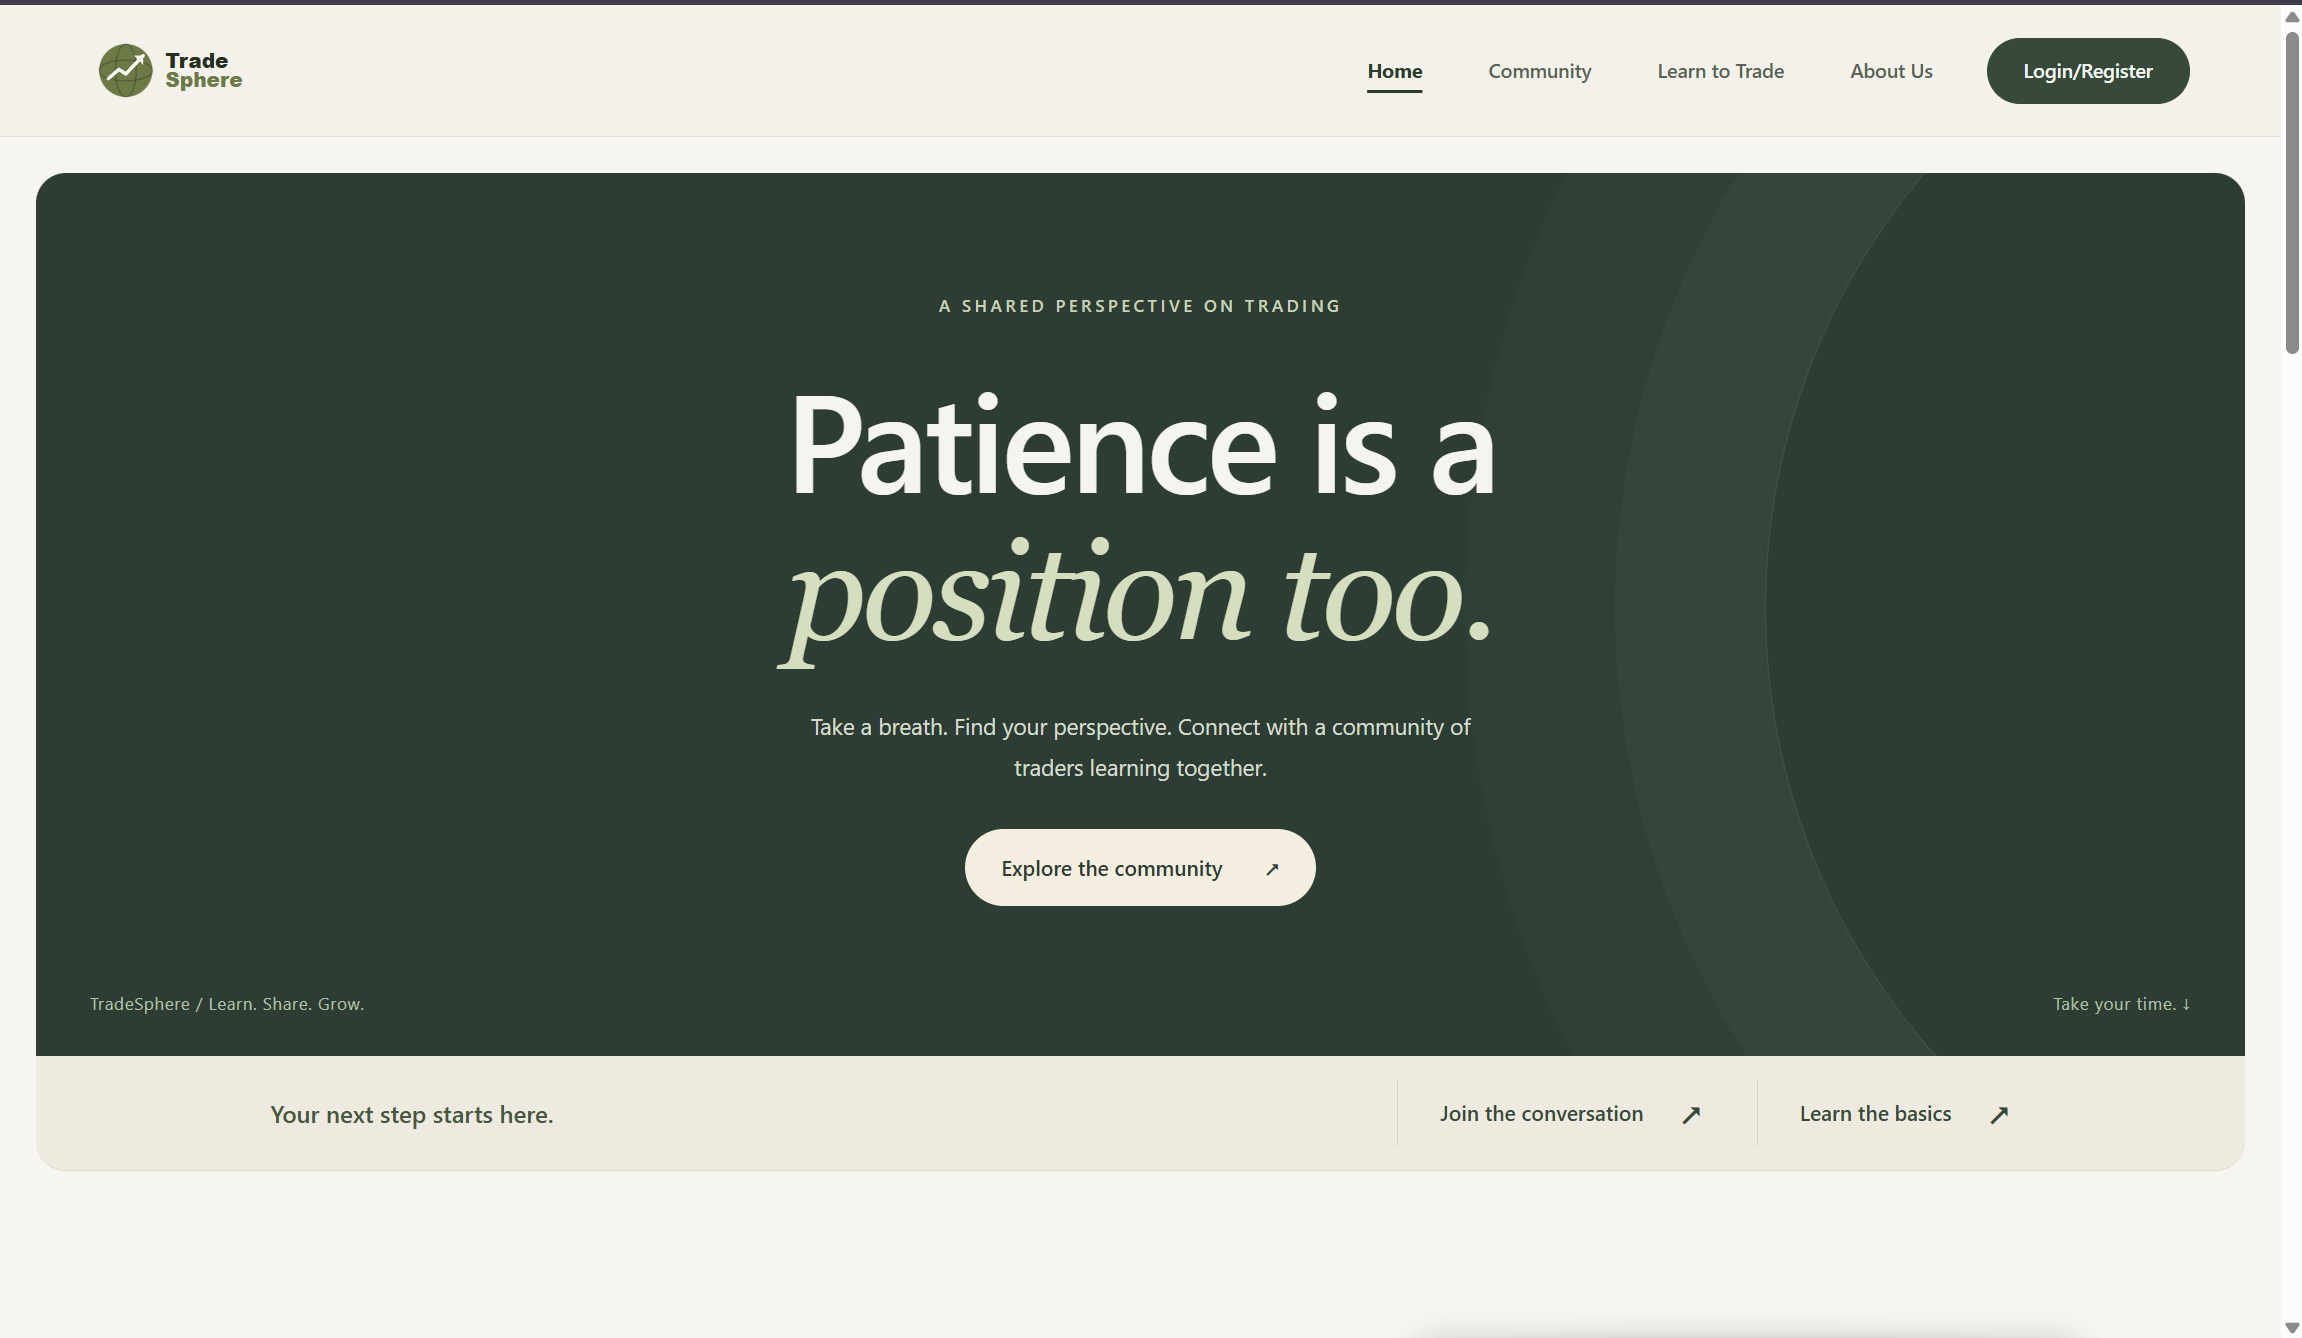 Trade
Sphere
Home
Community
Learn to Trade
About Us
Login/Register
A SHARED PERSPECTIVE ON TRADING
Patience is a
position too.
Take a breath. Find your perspective. Connect with a community of
traders learning together.
Explore the community ↗
TradeSphere / Learn. Share. Grow.
Take your time. ↓
Your next step starts here.
Join the conversation ↗
Learn the basics ↗